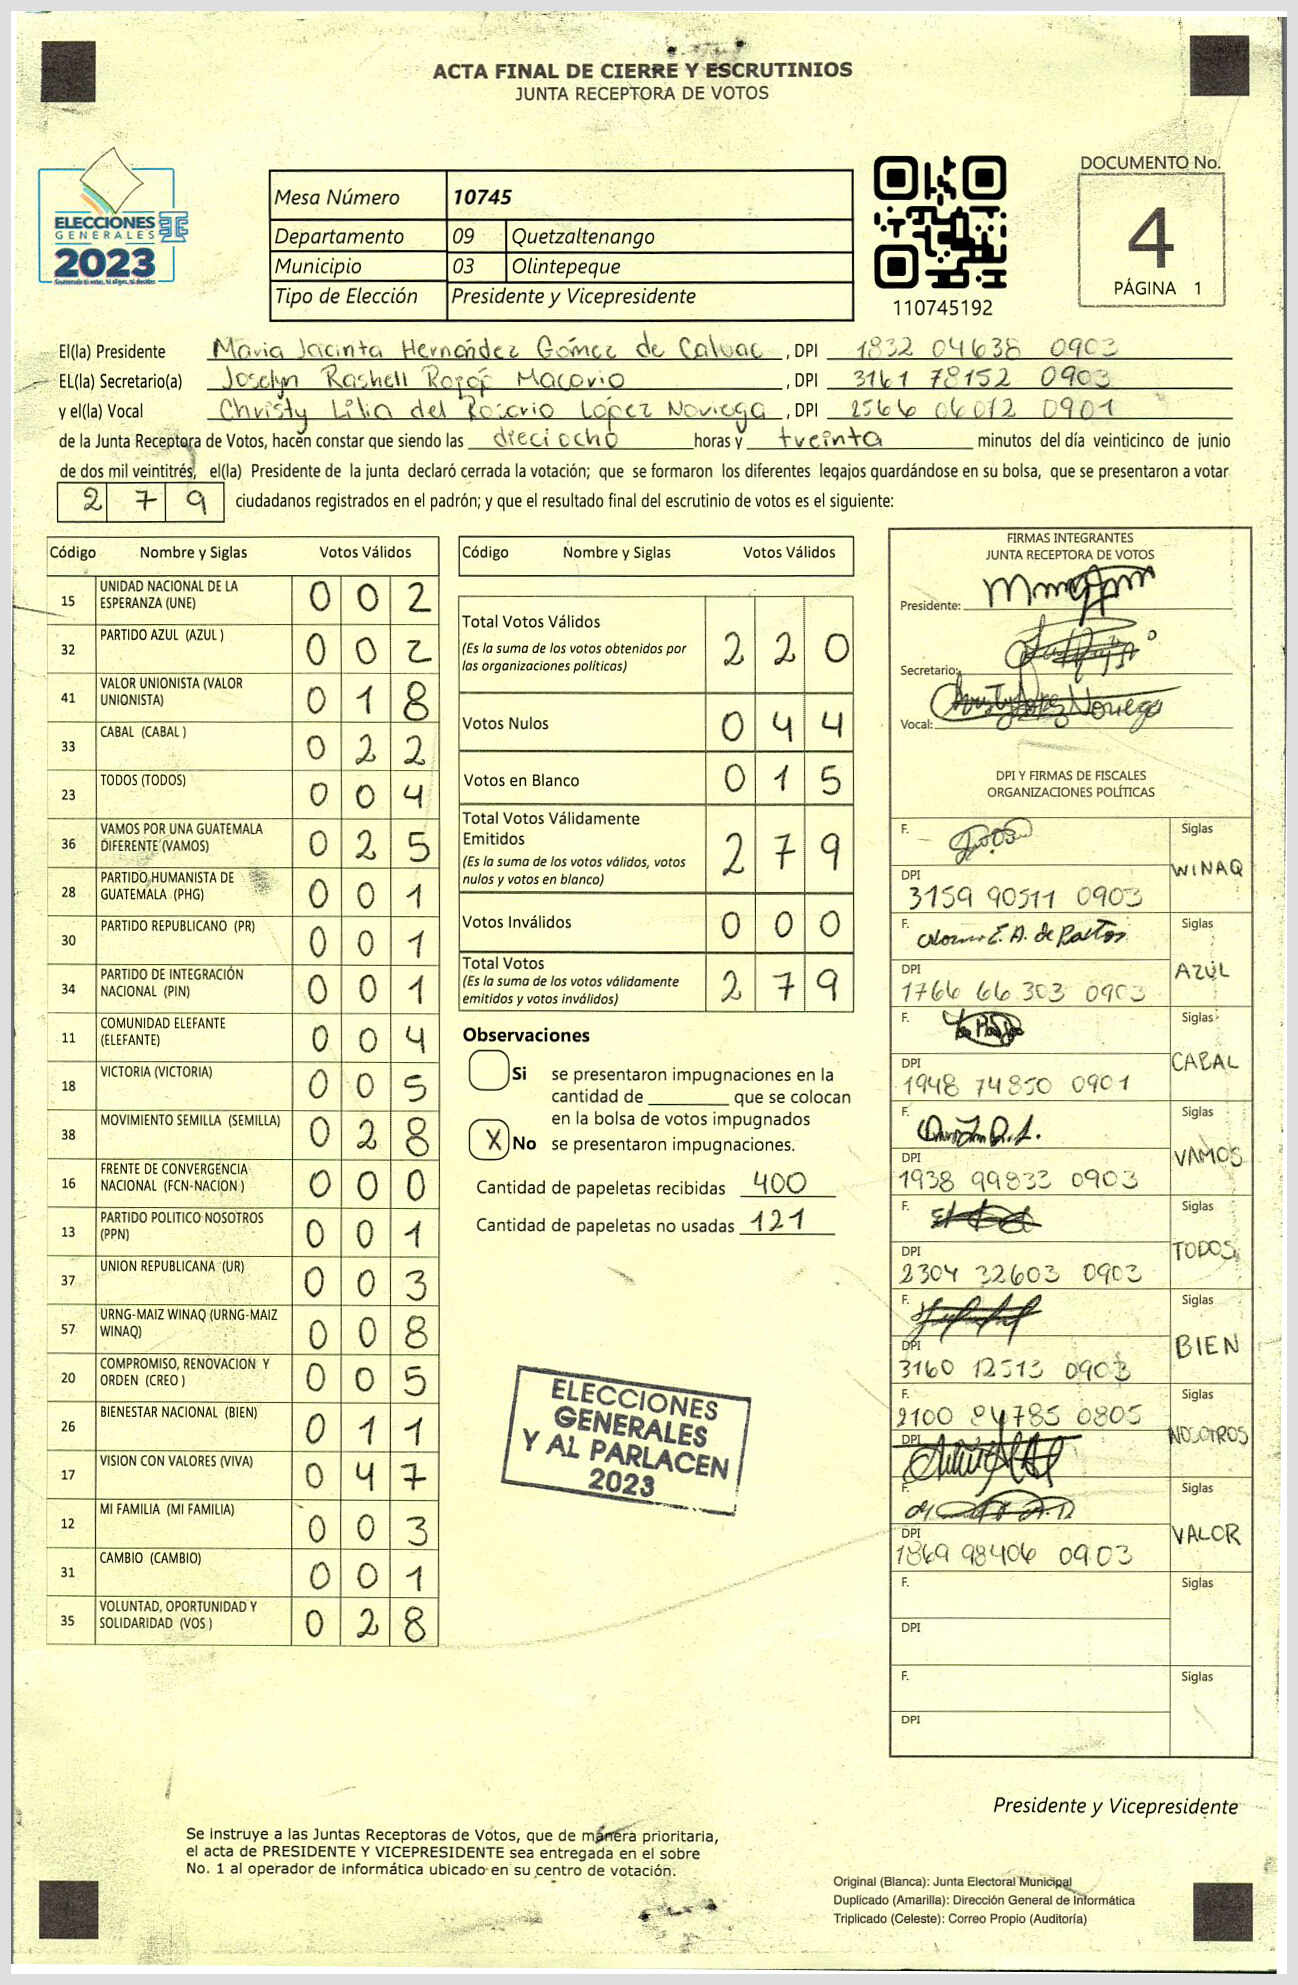 ACTA FINAL DE CIERRE Y ESCRUTINIOS
JUNTA RECEPTORA DE VOTOS
ELECCIONES
GENERALES
2023
Mesa Número 10745
Departamento 09 Quetzaltenango
Municipio 03 Olintepeque
Tipo de Elección Presidente y Vicepresidente
110745192
DOCUMENTO No.
4
PÁGINA 1
El(la) Presidente Maria Jacinta Hernández Gómez de Calvac, DPI 1832 04638 0903
EL(la) Secretario(a) Joselyn Rashell Macario, DPI 3161 78152 0903
y el(la) Vocal Christy Lilia del Rosario López Noviega, DPI 2566 06012 0901
de la Junta Receptora de Votos, hacen constar que siendo las dieciocho horas y treinta minutos del día veinticinco de junio
de dos mil veintitrés, el(la) Presidente de la junta declaró cerrada la votación; que se formaron los diferentes legajos guardándose en su bolsa, que se presentaron a votar
2 7 9 ciudadanos registrados en el padrón; y que el resultado final del escrutinio de votos es el siguiente:
Código Nombre y Siglas Votos Válidos
15 UNIDAD NACIONAL DE LA ESPERANZA (UNE) 0 0 2
32 PARTIDO AZUL (AZUL ) 0 0 2
41 VALOR UNIONISTA (VALOR UNIONISTA) 0 1 8
33 CABAL (CABAL ) 0 2 2
23 TODOS (TODOS) 0 0 4
36 VAMOS POR UNA GUATEMALA DIFERENTE (VAMOS) 0 2 5
28 PARTIDO HUMANISTA DE GUATEMALA (PHG) 0 0 1
30 PARTIDO REPUBLICANO (PR) 0 0 1
34 PARTIDO DE INTEGRACIÓN NACIONAL (PIN) 0 0 1
11 COMUNIDAD ELEFANTE (ELEFANTE) 0 0 4
18 VICTORIA (VICTORIA) 0 0 5
38 MOVIMIENTO SEMILLA (SEMILLA) 0 2 8
16 FRENTE DE CONVERGENCIA NACIONAL (FCN-NACION ) 0 0 0
13 PARTIDO POLITICO NOSOTROS (PPN) 0 0 1
37 UNION REPUBLICANA (UR) 0 0 3
57 URNG-MAIZ WINAQ (URNG-MAIZ WINAQ) 0 0 8
20 COMPROMISO, RENOVACION Y ORDEN (CREO ) 0 0 5
26 BIENESTAR NACIONAL (BIEN) 0 1 1
17 VISION CON VALORES (VIVA) 0 4 7
12 MI FAMILIA (MI FAMILIA) 0 0 3
31 CAMBIO (CAMBIO) 0 0 1
35 VOLUNTAD, OPORTUNIDAD Y SOLIDARIDAD (VOS ) 0 2 8
Código Nombre y Siglas Votos Válidos
Total Votos Válidos 2 2 0
(Es la suma de los votos obtenidos por
las organizaciones políticas)
Votos Nulos 0 4 4
Votos en Blanco 0 1 5
Total Votos Válidamente
Emitidos 2 7 9
(Es la suma de los votos válidos, votos
nulos y votos en blanco)
Votos Inválidos 0 0 0
Total Votos 2 7 9
(Es la suma de los votos válidamente
emitidos y votos inválidos)
Observaciones
Si se presentaron impugnaciones en la
cantidad de ________ que se colocan
en la bolsa de votos impugnados
X No se presentaron impugnaciones.
Cantidad de papeletas recibidas 400
Cantidad de papeletas no usadas 121
ELECCIONES
GENERALES
Y AL PARLACEN
2023
FIRMAS INTEGRANTES
JUNTA RECEPTORA DE VOTOS
Presidente:
Secretario:
Vocal:
DPI Y FIRMAS DE FISCALES
ORGANIZACIONES POLÍTICAS
F. Siglas
WINAQ
DPI
3159 90511 0903
F. E. A. de Siglas
AZUL
DPI
1766 66 303 0903
F. Siglas
CABAL
DPI
1948 74850 0901
F. Siglas
VAMOS
DPI
1938 99833 0903
F. Siglas
TODOS
DPI
2304 32603 0903
F. Siglas
BIEN
DPI
3160 12513 0903
F. Siglas
2100 84785 0805
NOSOTROS
DPI
F. Siglas
VALOR
DPI
1869 98406 0903
F. Siglas
DPI
F. Siglas
DPI
Presidente y Vicepresidente
Se instruye a las Juntas Receptoras de Votos, que de manera prioritaria,
el acta de PRESIDENTE Y VICEPRESIDENTE sea entregada en el sobre
No. 1 al operador de informática ubicado en su centro de votación.
Original (Blanca): Junta Electoral Municipal
Duplicado (Amarilla): Dirección General de Informática
Triplicado (Celeste): Correo Propio (Auditoría)